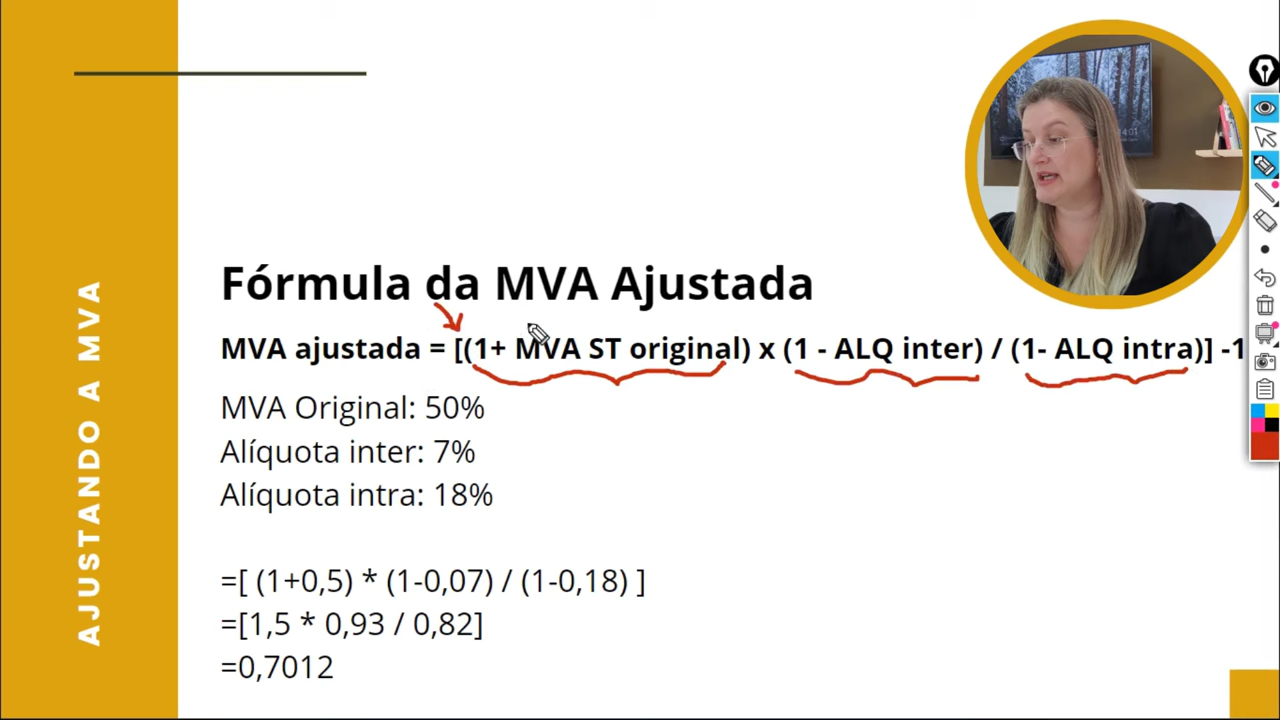 AJUSTANDO A MVA
Fórmula da MVA Ajustada
MVA ajustada = [(1+ MVA ST original) x (1 - ALQ inter) / (1- ALQ intra)] -1
MVA Original: 50%
Alíquota inter: 7%
Alíquota intra: 18%
=[ (1+0,5) * (1-0,07) / (1-0,18) ]
=[1,5 * 0,93 / 0,82]
=0,7012